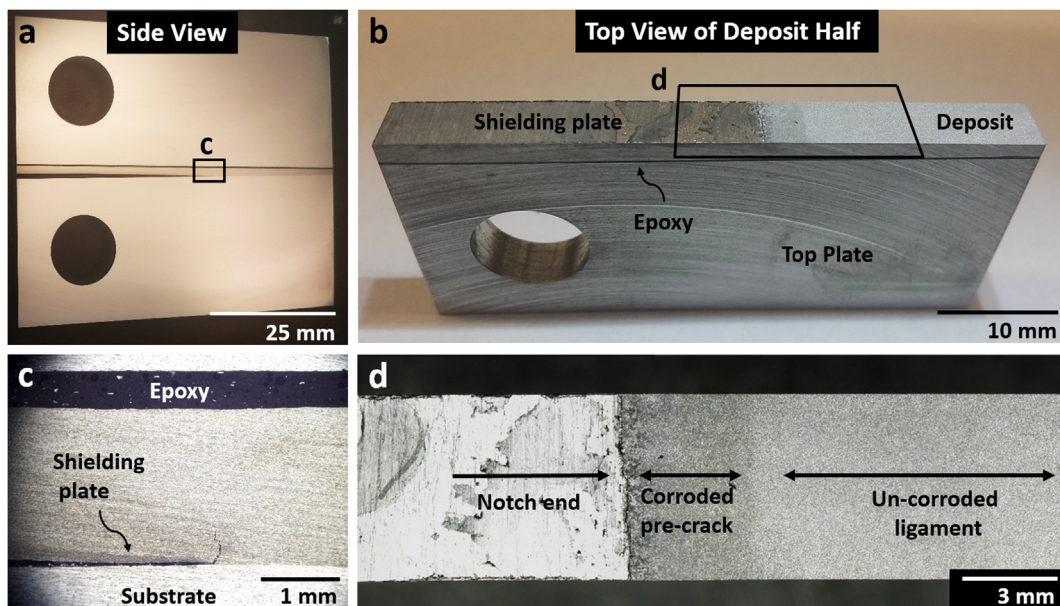 a
Side View
c
25 mm
b
Top View of Deposit Half
d
Shielding plate
Deposit
Epoxy
Top Plate
10 mm
c
Epoxy
Shielding
plate
Substrate
1 mm
d
Notch end
Corroded
pre-crack
Un-corroded
ligament
3 mm